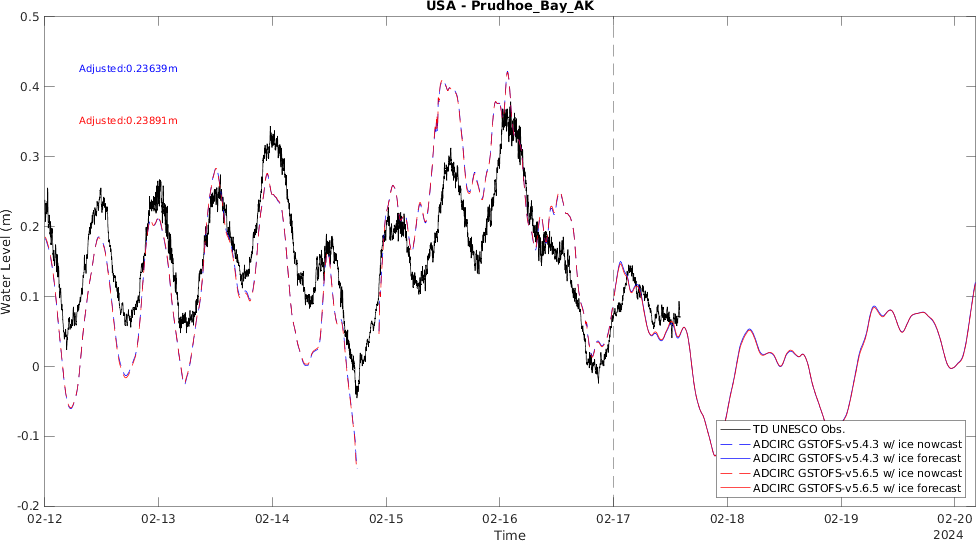 USA - Prudhoe_Bay_AK
0.5
0.4
0.3
0.2
0.1
0
-0.1
-0.2
Water Level (m)
Adjusted:0.23639m
Adjusted:0.23891m
TD UNESCO Obs.
ADCIRC GSTOFS-v5.4.3 w/ ice nowcast
ADCIRC GSTOFS-v5.4.3 w/ ice forecast
ADCIRC GSTOFS-v5.6.5 w/ ice nowcast
ADCIRC GSTOFS-v5.6.5 w/ ice forecast
02-12 02-13 02-14 02-15 02-16 02-17 02-18 02-19 02-20
Time
2024